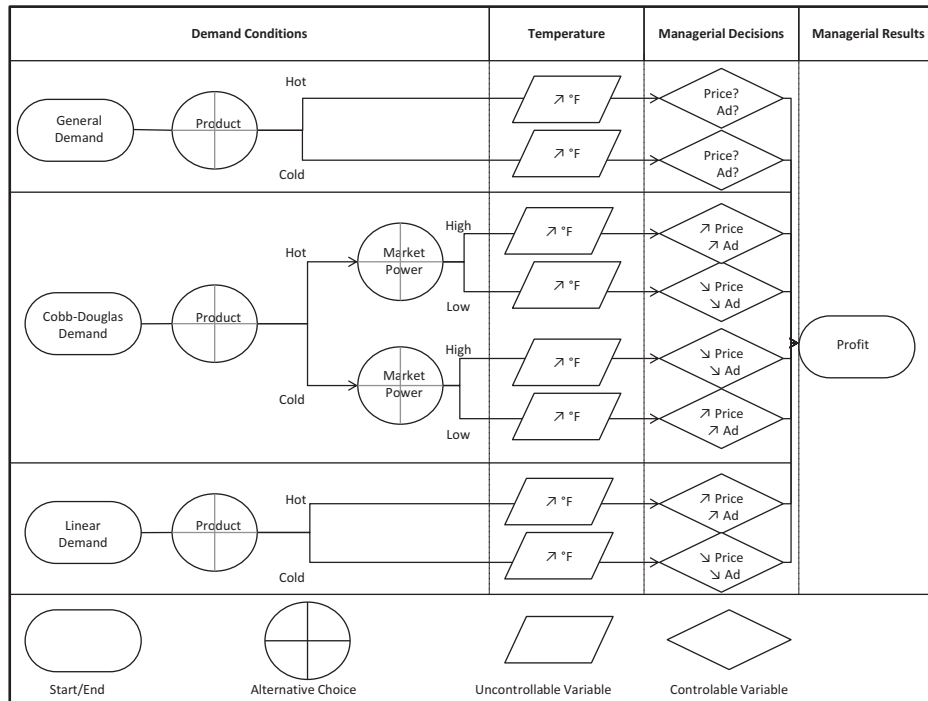 Demand Conditions
Temperature
Managerial Decisions
Managerial Results
General
Demand
Product
Hot
Cold
↗ °F
↗ °F
Price?
Ad?
Price?
Ad?
Cobb-Douglas
Demand
Product
Hot
Cold
Market
Power
High
Low
Market
Power
High
Low
↗ °F
↗ °F
↗ °F
↗ °F
↗ Price
↗ Ad
↘ Price
↘ Ad
↘ Price
↘ Ad
↗ Price
↗ Ad
Profit
Linear
Demand
Product
Hot
Cold
↗ °F
↗ °F
↗ Price
↗ Ad
↘ Price
↘ Ad
Start/End
Alternative Choice
Uncontrollable Variable
Controlable Variable